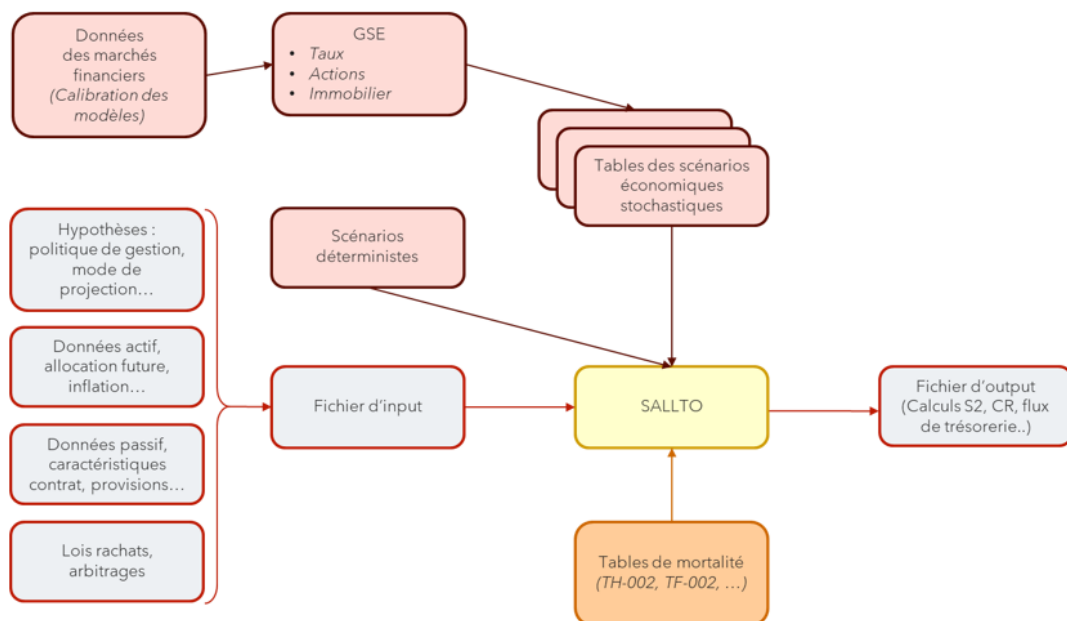 Données
des marchés
financiers
(Calibration des
modèles)
GSE
• Taux
• Actions
• Immobilier
Tables des scénarios
économiques
stochastiques
Hypothèses :
politique de gestion,
mode de
projection…
Scénarios
déterministes
Données actif,
allocation future,
inflation…
Fichier d’input
SALLTO
Fichier d’output
(Calculs S2, CR, flux
de trésorerie..)
Données passif,
caractéristiques
contrat, provisions…
Lois rachats,
arbitrages
Tables de mortalité
(TH-002, TF-002, …)